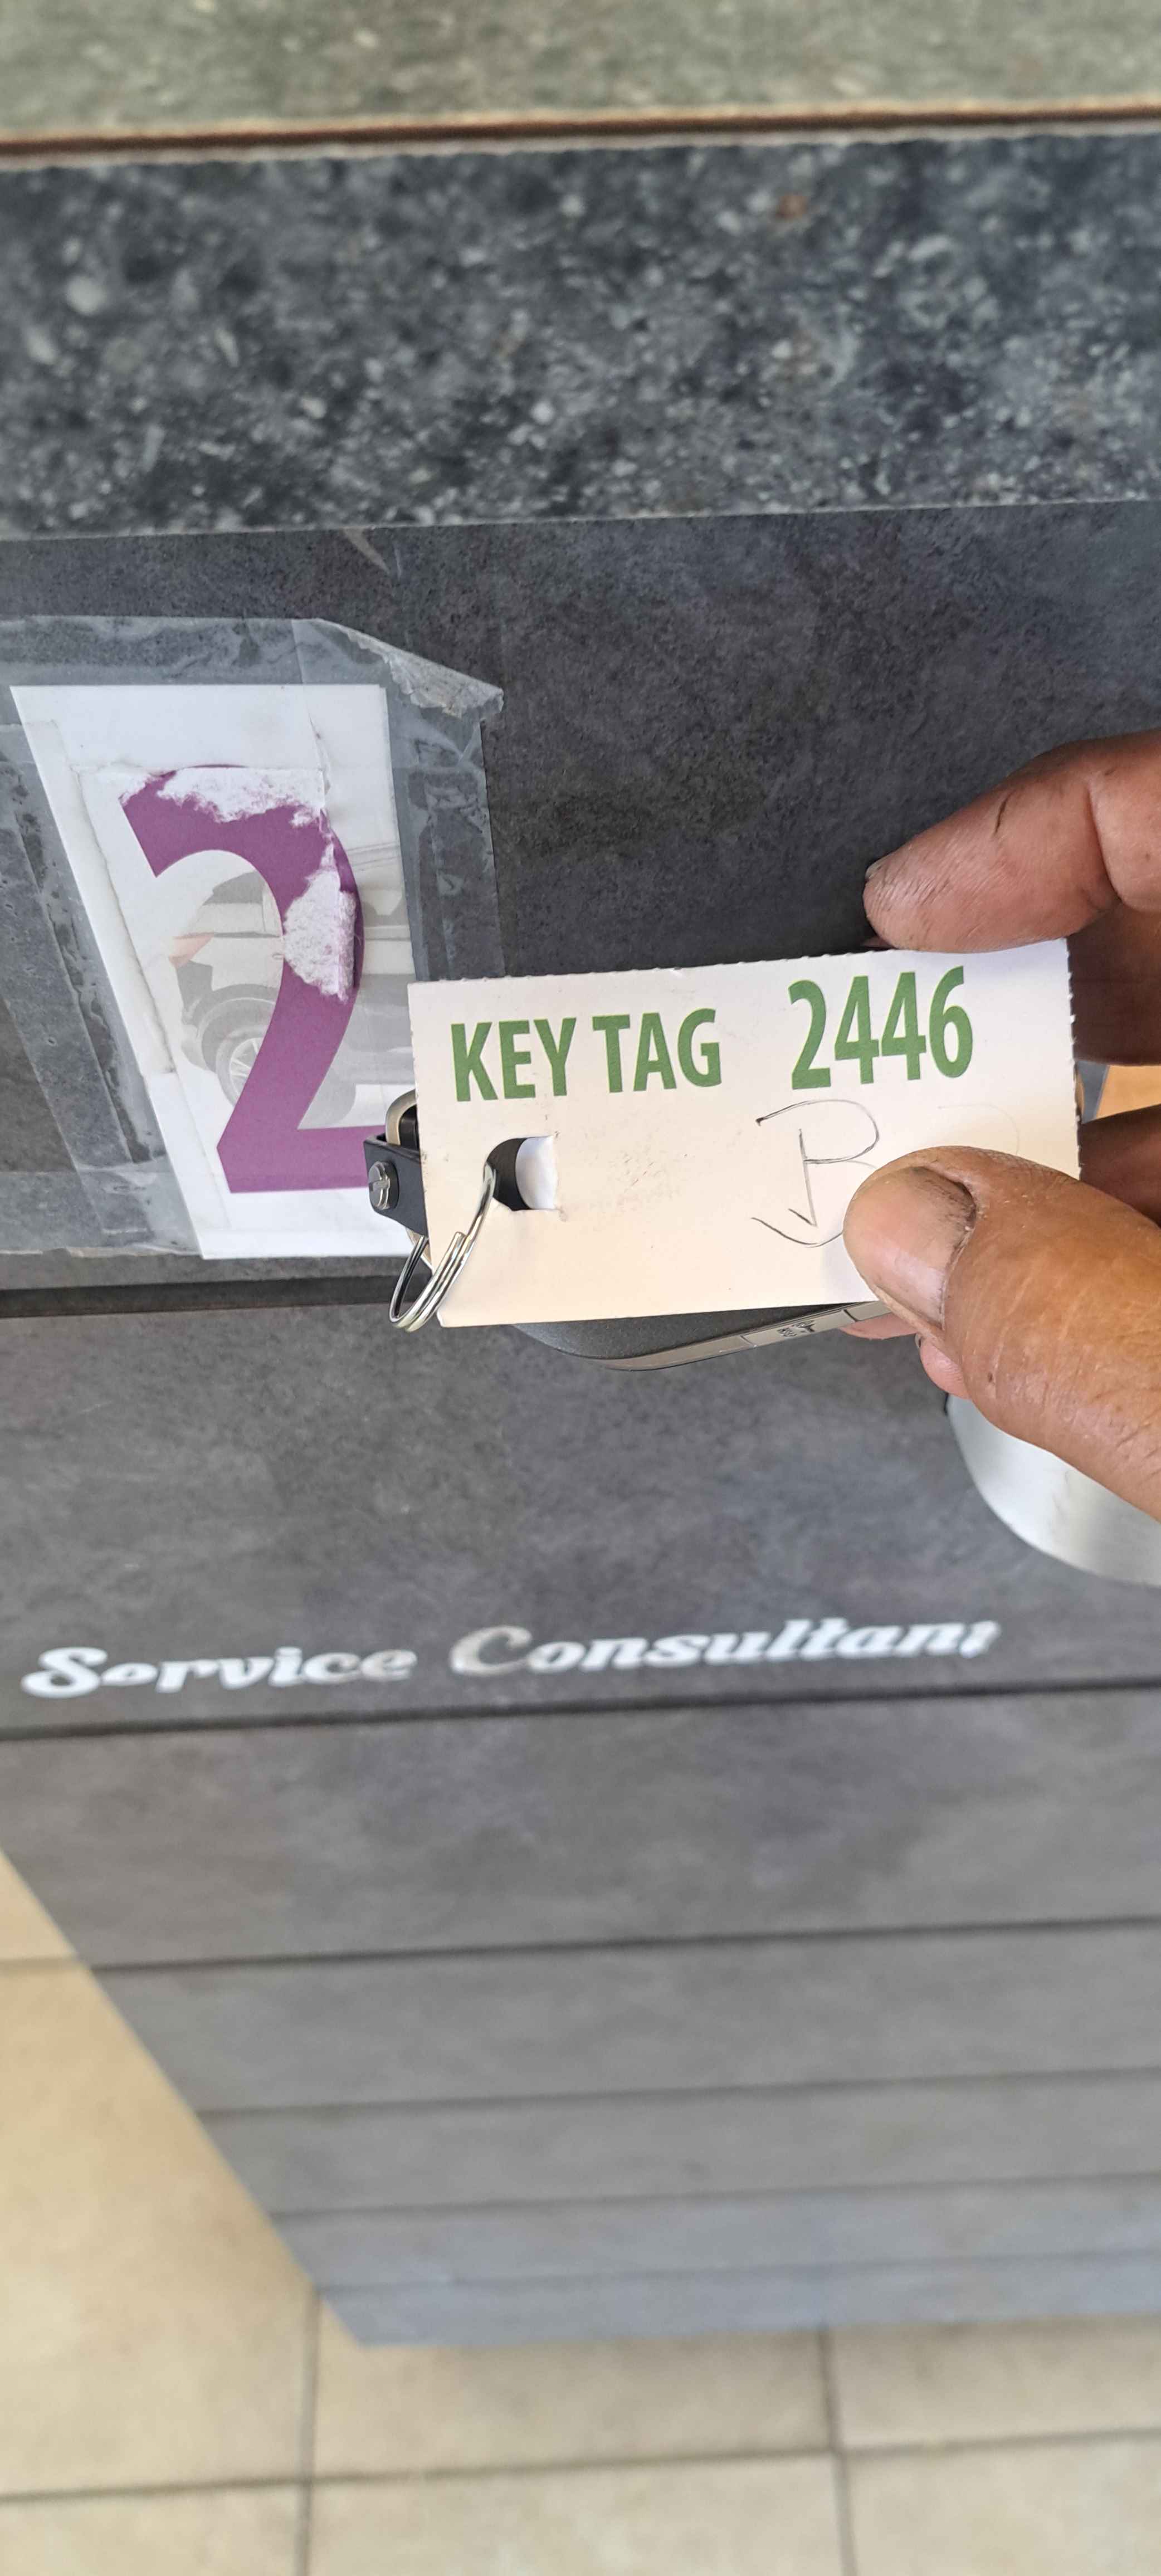 2
KEY TAG 2446
B
Service Consultant